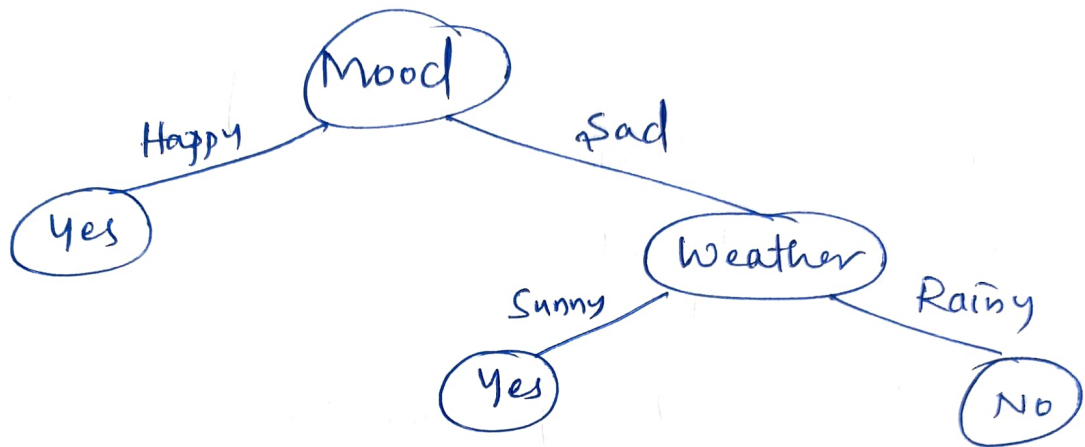 Mood
Happy
Sad
Yes
Weather
Sunny
Rainy
Yes
No